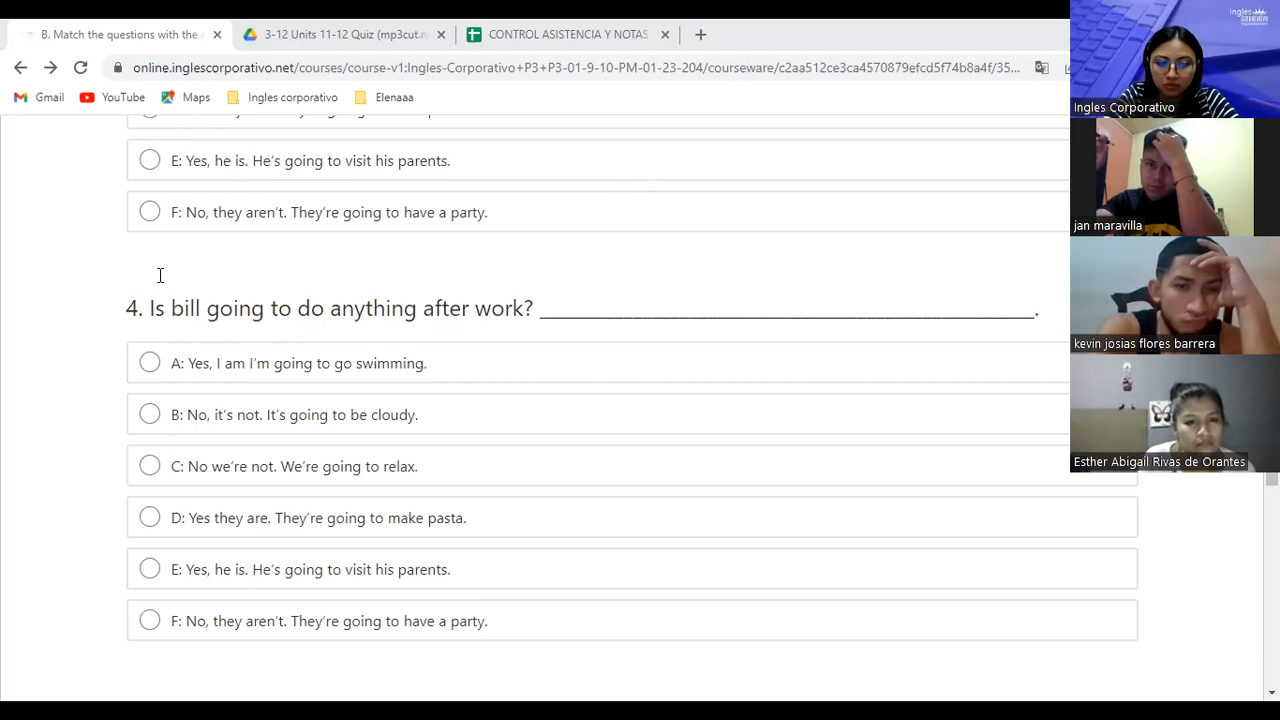 B. Match the questions with the
3-12 Units 11-12 Quiz (mp3cut
CONTROL ASISTENCIA Y NOTAS
online.inglescorporativo.net/courses/course-v1:Ingles-Corporativo+P3+P3-01-9-10-PM-01-23-204/courseware/c2aa512ce3ca4570879efcd5f74b8a4f/35...
Gmail
YouTube
Maps
Ingles corporativo
Elenaaa
E: Yes, he is. He's going to visit his parents.
F: No, they aren't. They're going to have a party.
4. Is bill going to do anything after work? ______________________________________.
A: Yes, I am I'm going to go swimming.
B: No, it's not. It's going to be cloudy.
C: No we're not. We're going to relax.
D: Yes they are. They're going to make pasta.
E: Yes, he is. He's going to visit his parents.
F: No, they aren't. They're going to have a party.
Inglés
Corporativo
Ingles Corporativo
jan maravilla
kevin josias flores barrera
Esther Abigail Rivas de Orantes